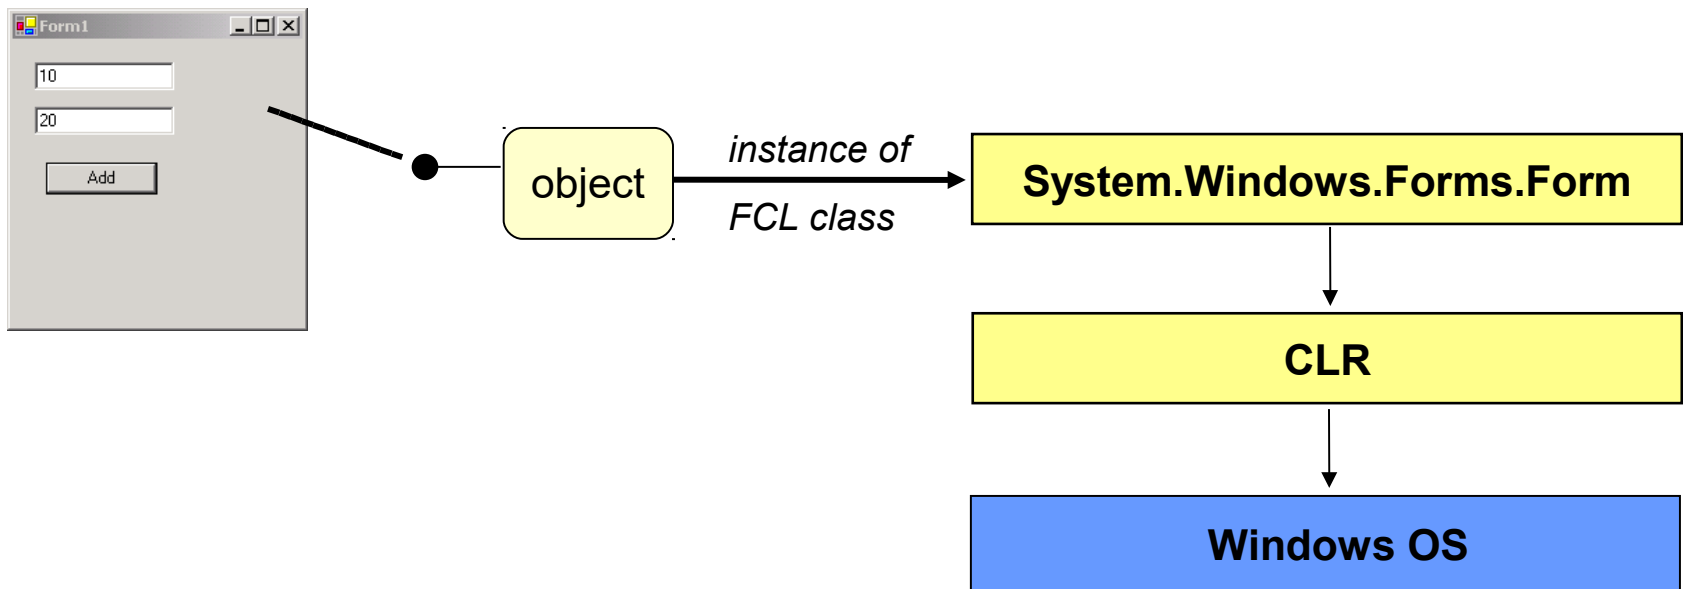 Form1
10
20
Add
object
instance of
FCL class
System.Windows.Forms.Form
CLR
Windows OS